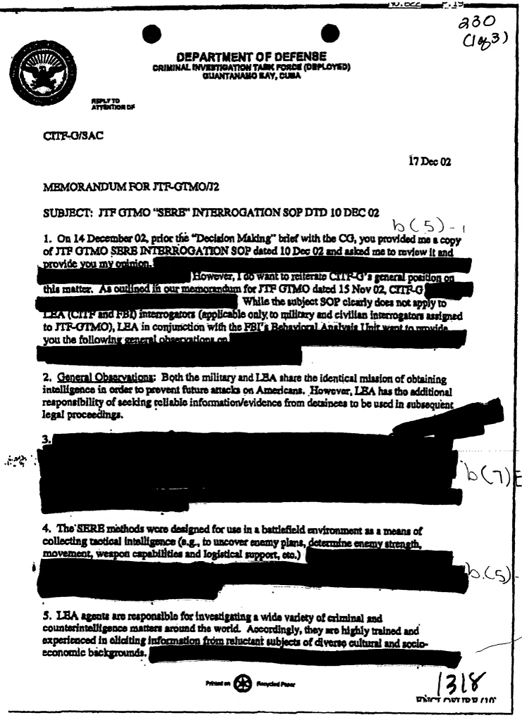 230
(1 of 3)
DEPARTMENT OF DEFENSE
CRIMINAL INVESTIGATION TASK FORCE (DEPLOYED)
GUANTANAMO BAY, CUBA
REPLY TO
ATTENTION OF
CITF-G/SAC
17 Dec 02
MEMORANDUM FOR JTF-GTMO/J2
SUBJECT: JTF GTMO "SERE" INTERROGATION SOP DTD 10 DEC 02
b(5)-1
1. On 14 December 02, prior the "Decision Making" brief with the CG, you provided me a copy
of JTF GTMO SERE INTERROGATION SOP dated 10 Dec 02 and asked me to review it and
provide you my opinion.
However, I do want to reiterate CITF-G's general position on
this matter. As outlined in our memorandum for JTF GTMO dated 15 Nov 02, CITF-G
While the subject SOP clearly does not apply to
LEA (CITF and FBI) interrogators (applicable only to military and civilian interrogators assigned
to JTF-GTMO), LEA in conjunction with the FBI's Behavioral Analysis Unit want to provide
you the following general observations on
2. General Observations: Both the military and LEA share the identical mission of obtaining
intelligence in order to prevent future attacks on Americans. However, LEA has the additional
responsibility of seeking reliable information/evidence from detainees to be used in subsequent
legal proceedings.
3.
b(7)E
4. The SERE methods were designed for use in a battlefield environment as a means of
collecting tactical intelligence (e.g., to uncover enemy plans, determine enemy strength,
movement, weapon capabilities and logistical support, etc.)
b(5)-
5. LEA agents are responsible for investigating a wide variety of criminal and
counterintelligence matters around the world. Accordingly, they are highly trained and
experienced in eliciting information from reluctant subjects of diverse cultural and socio-
economic backgrounds.
Printed on Recycled Paper
1318